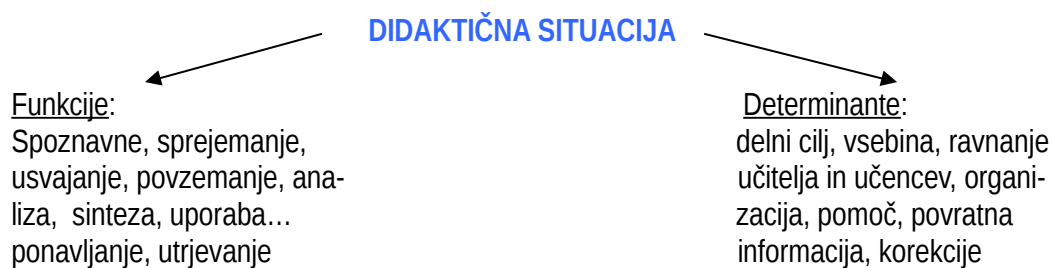 DIDAKTIČNA SITUACIJA
Funkcije:
Spoznavne, sprejemanje,
usvajanje, povzemanje, ana-
liza, sinteza, uporaba…
ponavljanje, utrjevanje
Determinante:
delni cilj, vsebina, ravnanje
učitelja in učencev, organi-
zacija, pomoč, povratna
informacija, korekcije